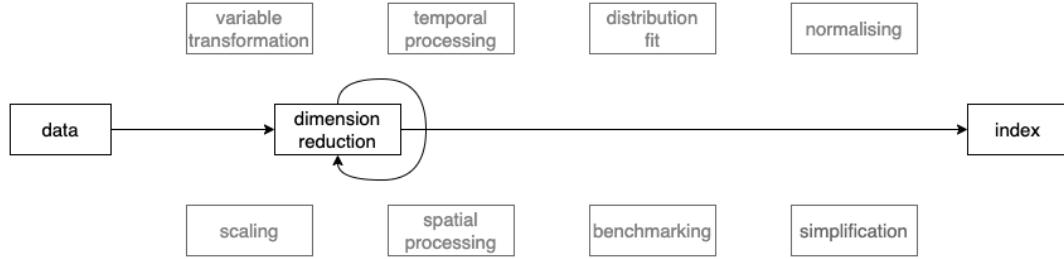 variable
transformation
temporal
processing
distribution
fit
normalising
data
dimension
reduction
index
scaling
spatial
processing
benchmarking
simplification